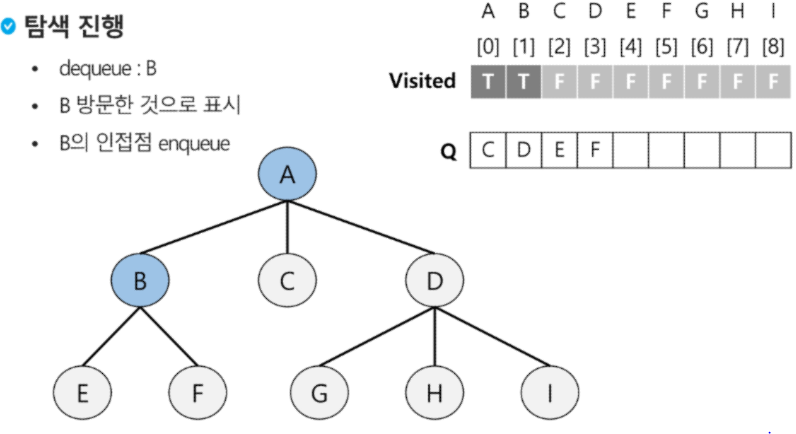 탐색 진행
• dequeue : B
• B 방문한 것으로 표시
• B의 인접점 enqueue
A B C D E F G H I
[0] [1] [2] [3] [4] [5] [6] [7] [8]
Visited T T F F F F F F F
Q C D E F
A
B C D
E F G H I